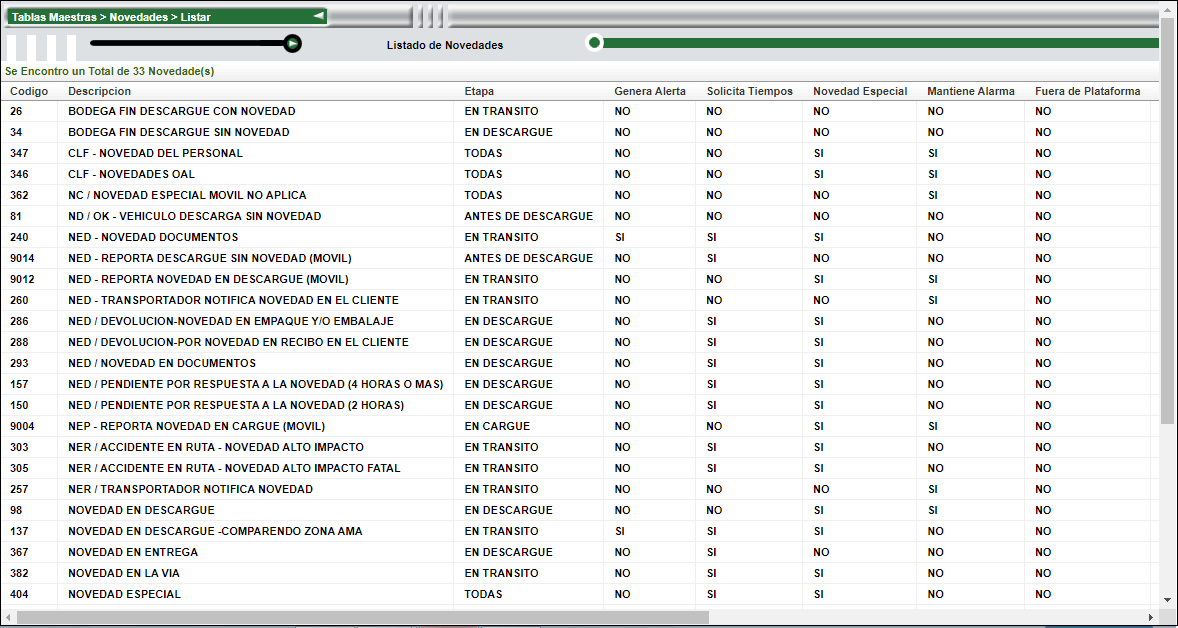 Tablas Maestras > Novedades > Listar
Listado de Novedades
Se Encontro un Total de 33 Novedade(s)
Codigo Descripcion Etapa Genera Alerta Solicita Tiempos Novedad Especial Mantiene Alarma Fuera de Plataforma
26 BODEGA FIN DESCARGUE CON NOVEDAD EN TRANSITO NO NO NO NO NO
34 BODEGA FIN DESCARGUE SIN NOVEDAD EN DESCARGUE NO NO NO NO NO
347 CLF - NOVEDAD DEL PERSONAL TODAS NO NO SI SI NO
346 CLF - NOVEDADES OAL TODAS NO NO SI SI NO
362 NC / NOVEDAD ESPECIAL MOVIL NO APLICA TODAS NO NO NO SI NO
81 ND / OK - VEHICULO DESCARGA SIN NOVEDAD ANTES DE DESCARGUE NO NO NO NO NO
240 NED - NOVEDAD DOCUMENTOS EN TRANSITO SI SI SI NO NO
9014 NED - REPORTA DESCARGUE SIN NOVEDAD (MOVIL) ANTES DE DESCARGUE NO SI NO NO NO
9012 NED - REPORTA NOVEDAD EN DESCARGUE (MOVIL) EN TRANSITO NO NO SI SI NO
260 NED - TRANSPORTADOR NOTIFICA NOVEDAD EN EL CLIENTE EN TRANSITO NO NO NO SI NO
286 NED / DEVOLUCION-NOVEDAD EN EMPAQUE Y/O EMBALAJE EN DESCARGUE NO SI SI NO NO
288 NED / DEVOLUCION-POR NOVEDAD EN RECIBO EN EL CLIENTE EN DESCARGUE NO SI SI NO NO
293 NED / NOVEDAD EN DOCUMENTOS EN DESCARGUE NO SI SI NO NO
157 NED / PENDIENTE POR RESPUESTA A LA NOVEDAD (4 HORAS O MAS) EN DESCARGUE NO SI SI NO NO
150 NED / PENDIENTE POR RESPUESTA A LA NOVEDAD (2 HORAS) EN DESCARGUE NO SI SI NO NO
9004 NEP - REPORTA NOVEDAD EN CARGUE (MOVIL) EN CARGUE NO NO SI SI NO
303 NER / ACCIDENTE EN RUTA - NOVEDAD ALTO IMPACTO EN TRANSITO NO SI SI NO NO
305 NER / ACCIDENTE EN RUTA - NOVEDAD ALTO IMPACTO FATAL EN TRANSITO NO SI SI NO NO
257 NER / TRANSPORTADOR NOTIFICA NOVEDAD EN TRANSITO NO NO NO SI NO
98 NOVEDAD EN DESCARGUE EN DESCARGUE NO NO SI SI NO
137 NOVEDAD EN DESCARGUE -COMPARENDO ZONA AMA EN TRANSITO SI SI SI NO NO
367 NOVEDAD EN ENTREGA EN DESCARGUE NO SI NO NO NO
382 NOVEDAD EN LA VIA EN TRANSITO NO SI SI NO NO
404 NOVEDAD ESPECIAL TODAS NO SI SI NO NO